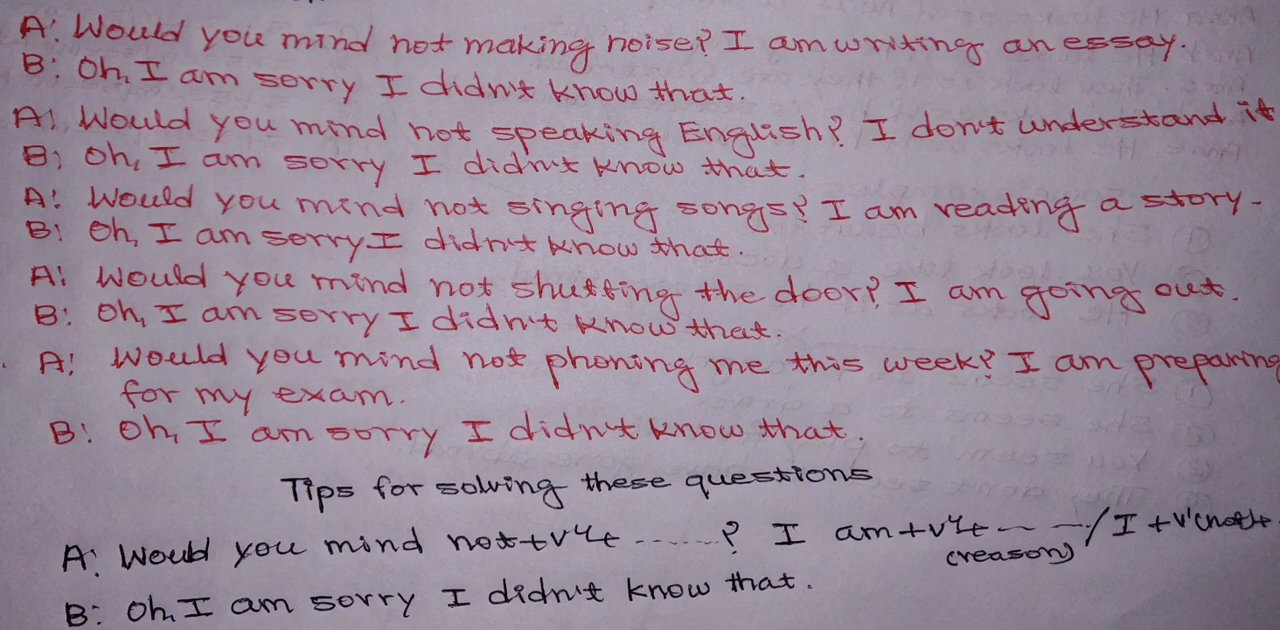 A: Would you mind not making noise? I am writing an essay.
B: Oh, I am sorry I didn't know that.
A: Would you mind not speaking English? I don't understand it
B: Oh, I am sorry I didn't know that.
A: Would you mind not singing songs? I am reading a story.
B: Oh, I am sorry I didn't know that.
A: Would you mind not shutting the door? I am going out.
B: Oh, I am sorry I didn't know that.
A: Would you mind not phoning me this week? I am preparing
for my exam.
B: Oh, I am sorry I didn't know that.
Tips for solving these questions
A: Would you mind not+v4+ ......? I am+v4+ --- --/I +v'(not)+
(reason)
B: Oh, I am sorry I didn't know that.